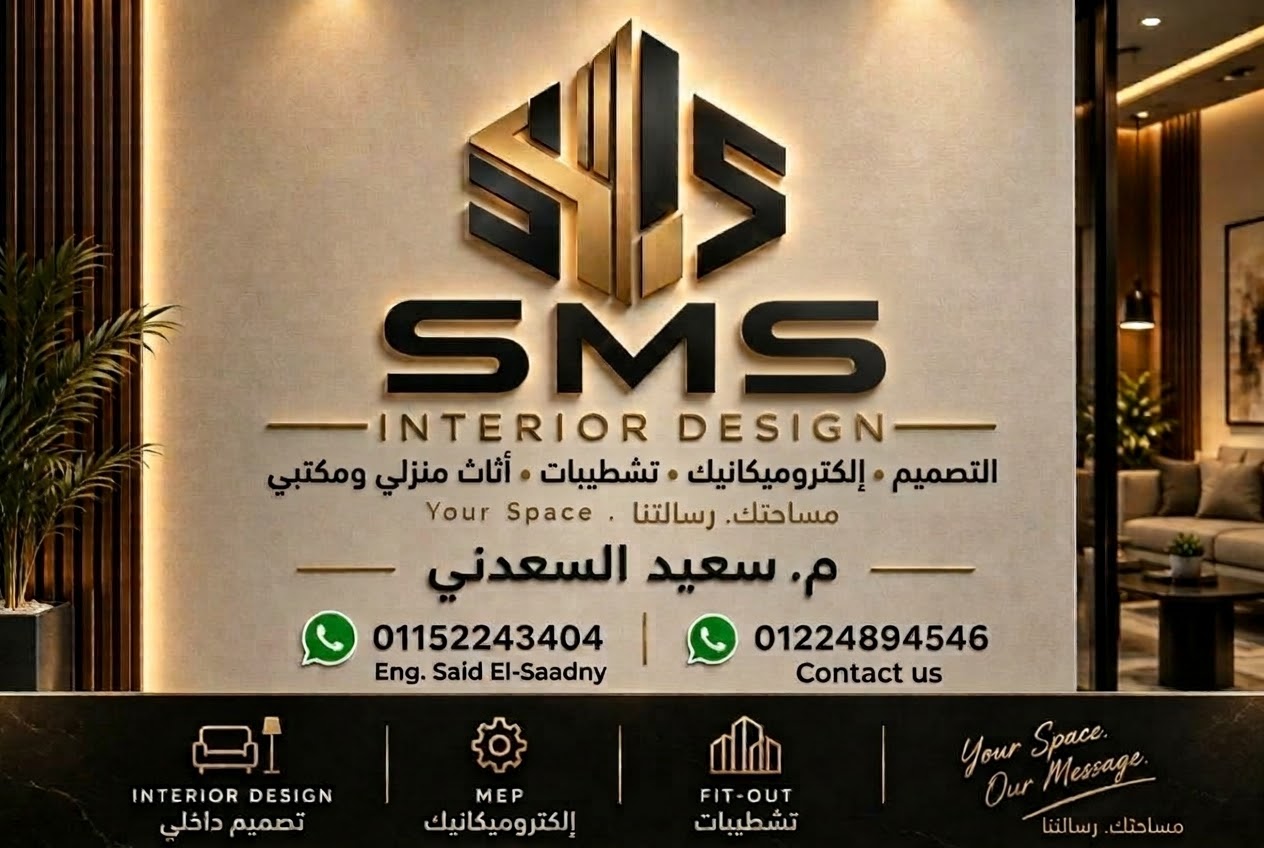 SMS
INTERIOR DESIGN
التصميم • إلكتروميكانيك • تشطيبات • أثاث منزلي ومكتبي
Your Space . مساحتك. رسالتنا
م. سعيد السعدني
01152243404
Eng. Said El-Saadny
01224894546
Contact us
INTERIOR DESIGN
تصميم داخلي
MEP
إلكتروميكانيك
FIT-OUT
تشطيبات
Your Space.
Our Message.
مساحتك. رسالتنا